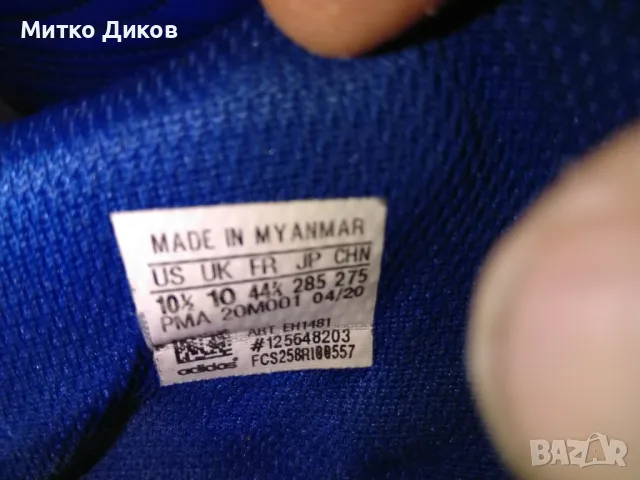 Митко Диков
MADE IN MYANMAR
US UK FR JP CHN
10½ 10 44⅔ 285 275
PMA 20M001 04/20
ART EH1481
#125648203
adidas FCS258R100557
BAZAR